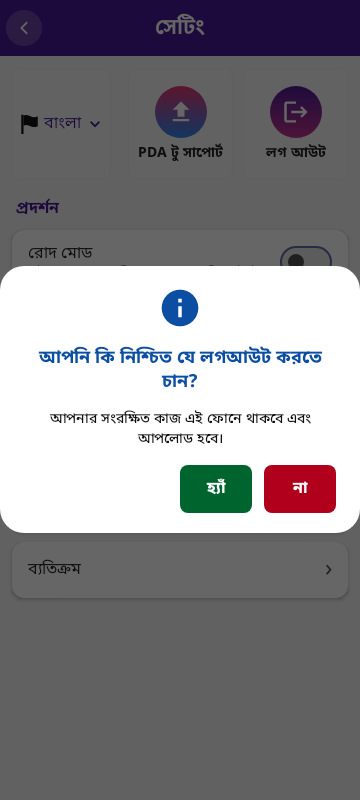 সেটিং
বাংলা
PDA টু সাপোর্ট
লগ আউট
প্রদর্শন
রোদ মোড
আপনি কি নিশ্চিত যে লগআউট করতে
চান?
আপনার সংরক্ষিত কাজ এই ফোনে থাকবে এবং
আপলোড হবে।
হ্যাঁ
না
ব্যতিক্রম